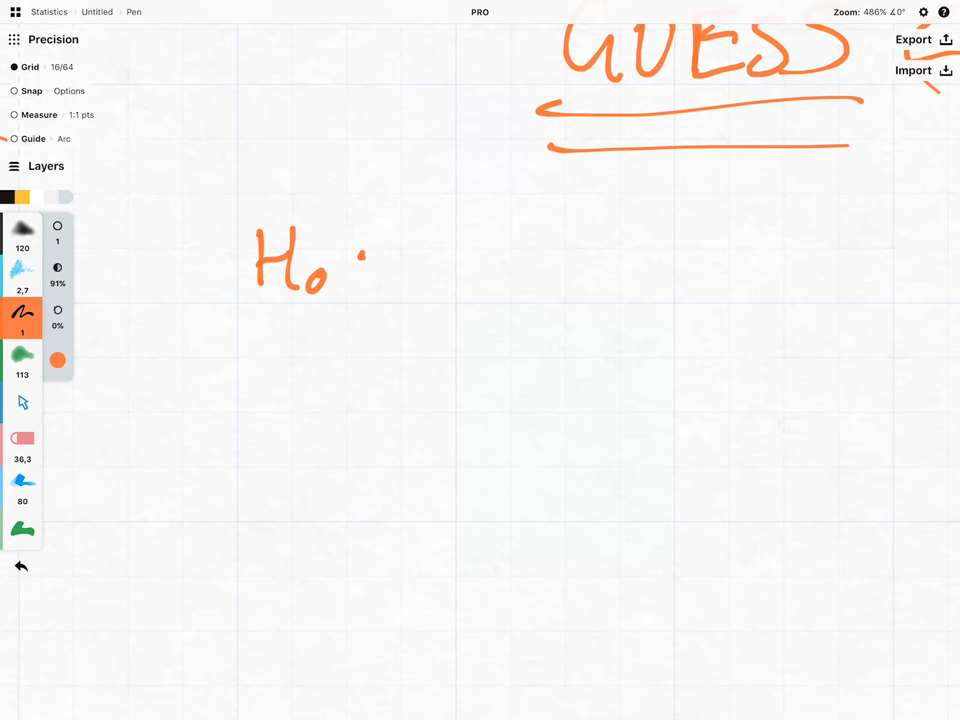 Statistics › Untitled › Pen
PRO
Zoom: 486% ∡0°
Precision
Grid › 16/64
Snap › Options
Measure › 1:1 pts
Guide › Arc
Layers
Export
Import
120
2,7
1
113
36,3
80
1
91%
0%
GUESS
H₀ ·